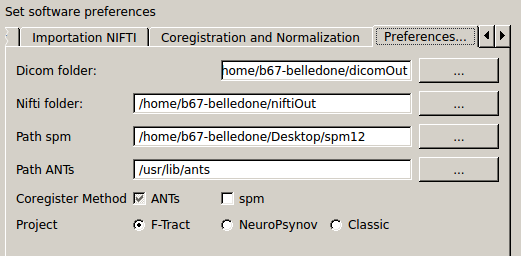 Set software preferences
Importation NIFTI Coregistration and Normalization Preferences...
Dicom folder: home/b67-belledone/dicomOut ...
Nifti folder: /home/b67-belledone/niftiOut ...
Path spm /home/b67-belledone/Desktop/spm12 ...
Path ANTs /usr/lib/ants ...
Coregister Method ANTs spm
Project F-Tract NeuroPsynov Classic